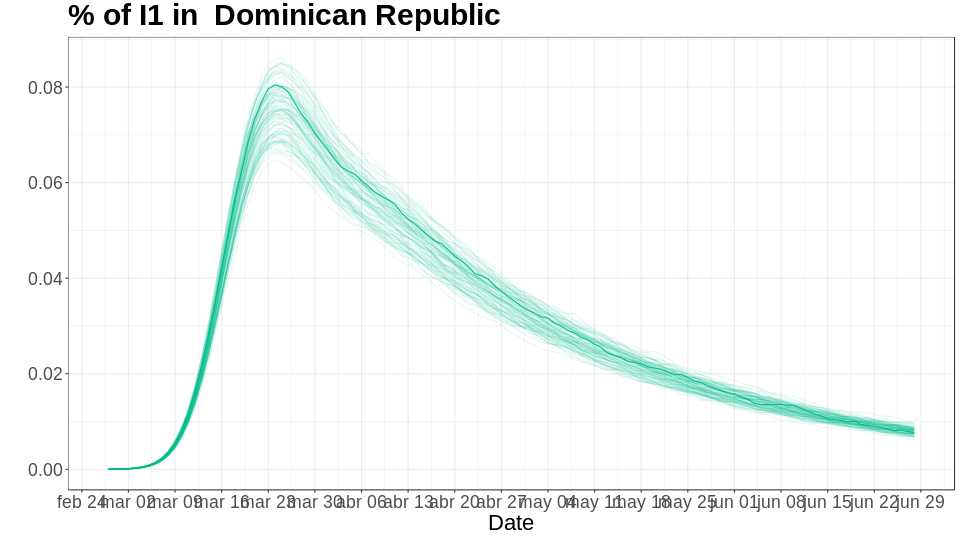 % of I1 in  Dominican Republic
0.08
0.06
0.04
0.02
0.00
feb 24 mar 02 mar 09 mar 16 mar 23 mar 30 abr 06 abr 13 abr 20 abr 27 may 04 may 11 may 18 may 25 jun 01 jun 08 jun 15 jun 22 jun 29
Date